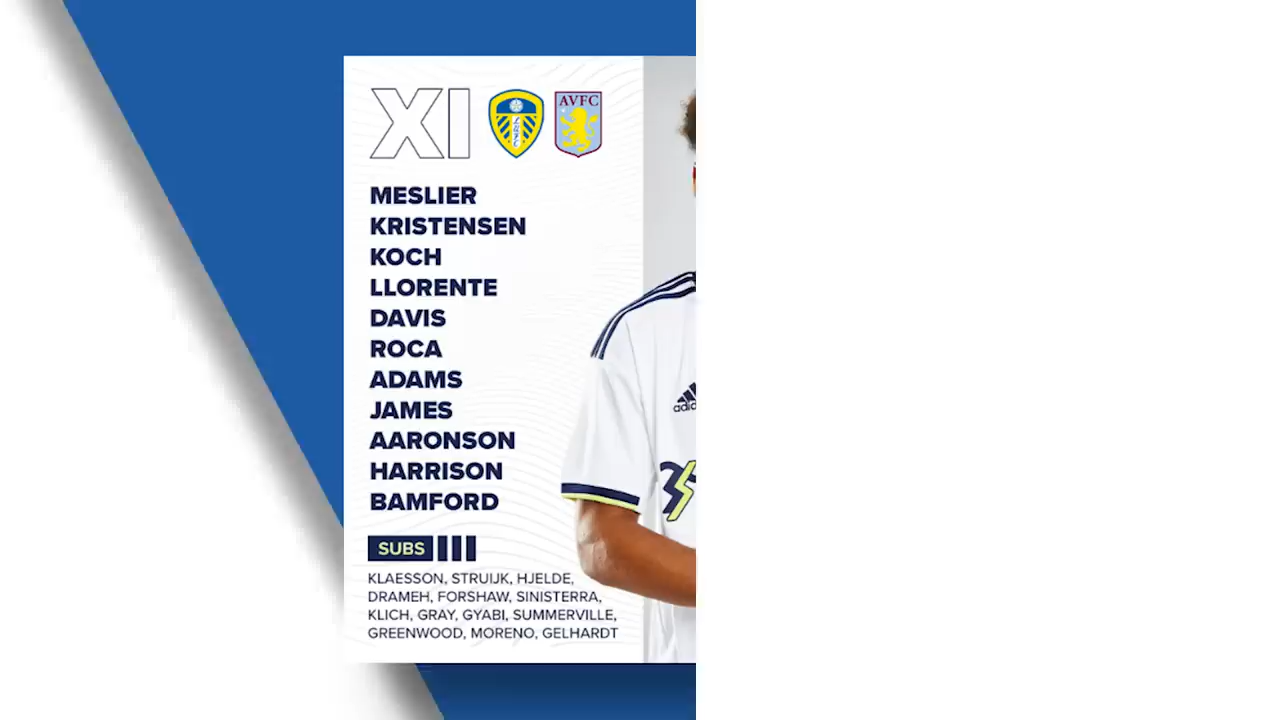 XI
AVFC
MESLIER
KRISTENSEN
KOCH
LLORENTE
DAVIS
ROCA
ADAMS
JAMES
AARONSON
HARRISON
BAMFORD
SUBS
KLAESSON, STRUIJK, HJELDE,
DRAMEH, FORSHAW, SINISTERRA,
KLICH, GRAY, GYABI, SUMMERVILLE,
GREENWOOD, MORENO, GELHARDT